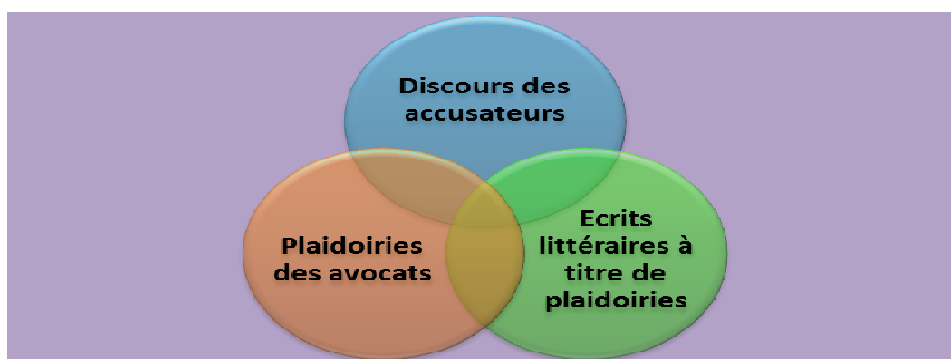 Discours des
accusateurs
Plaidoiries
des avocats
Ecrits
littéraires à
titre de
plaidoiries